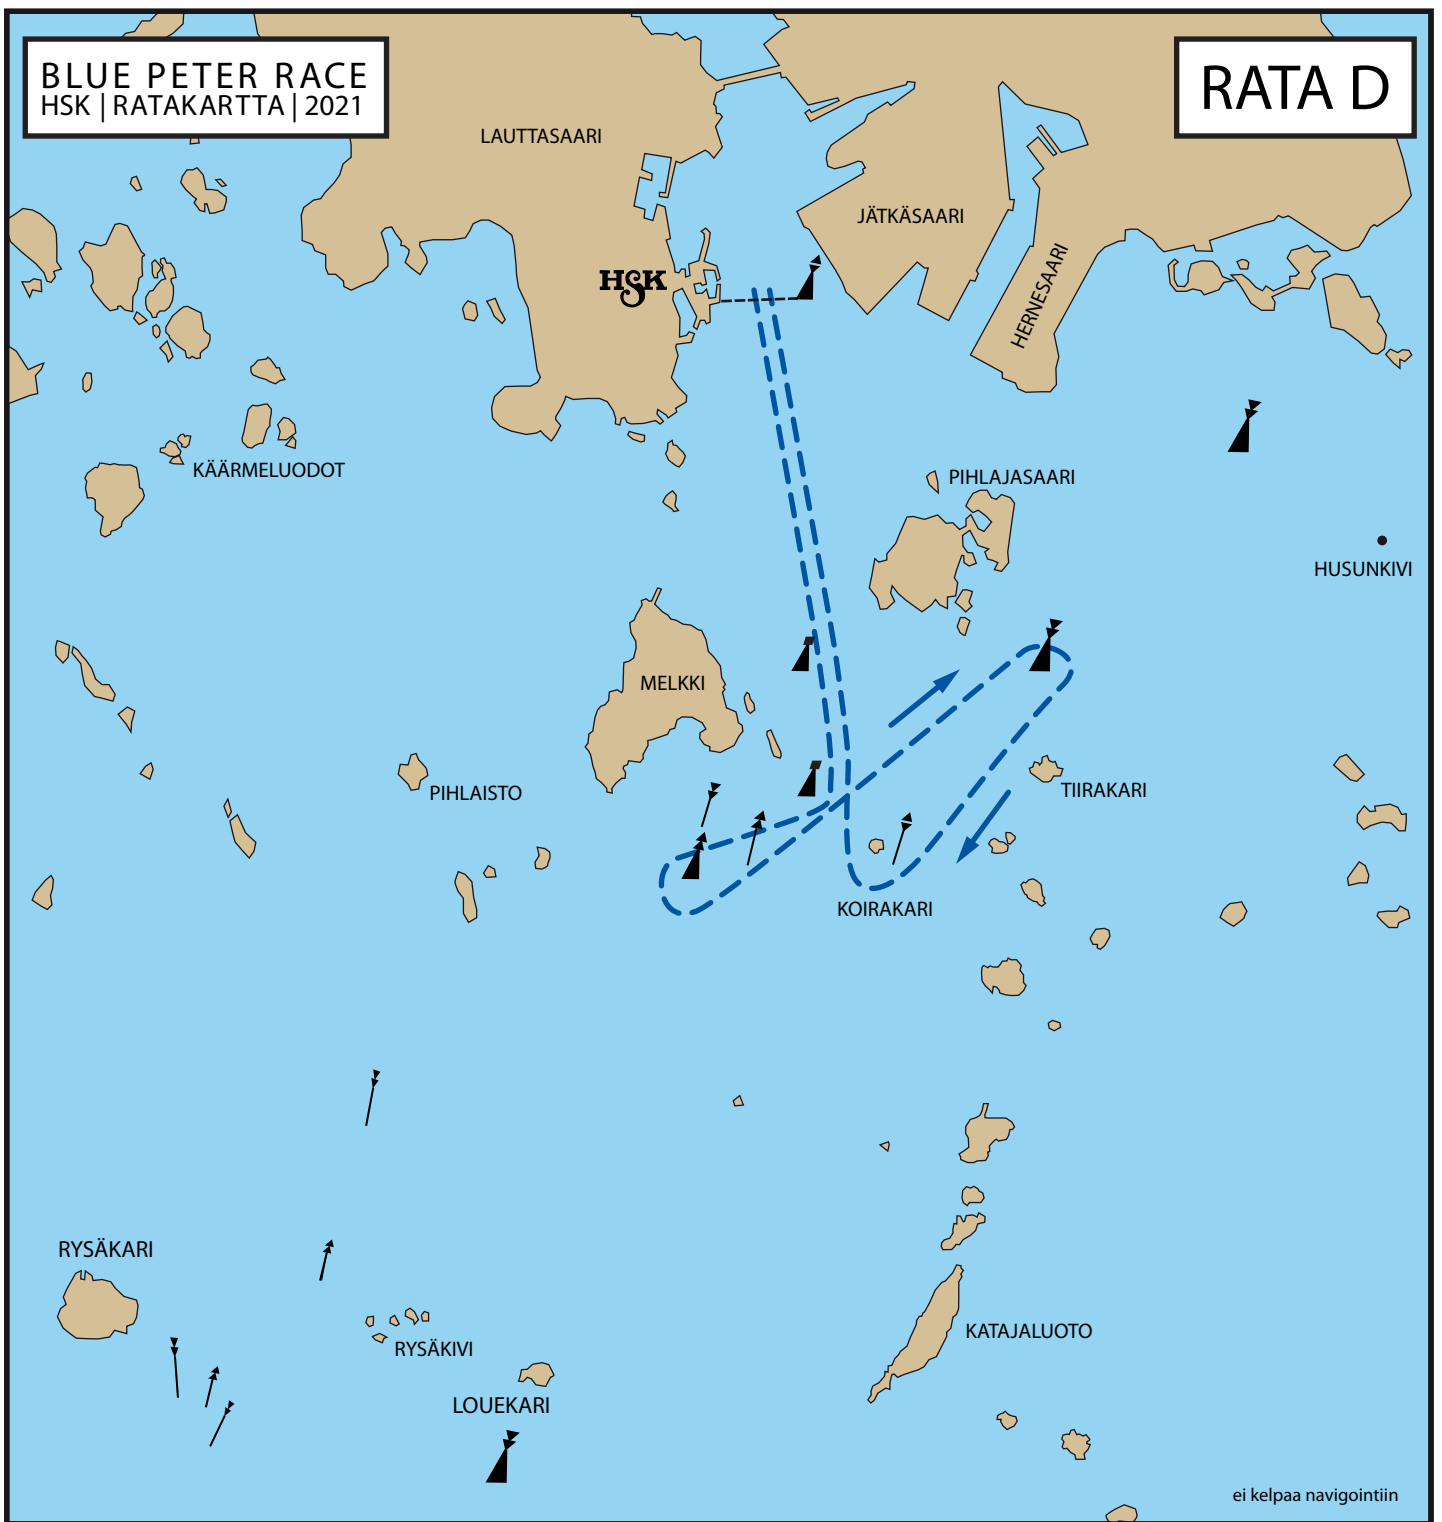 BLUE PETER RACE
HSK | RATAKARTTA | 2021
RATA D
LAUTTASAARI
JÄTKÄSAARI
HERNESAARI
HSK
KÄÄRMELUODOT
PIHLAJASAARI
HUSUNKIVI
MELKKI
PIHLAISTO
TIIRAKARI
KOIRAKARI
RYSÄKARI
RYSÄKIVI
KATAJALUOTO
LOUEKARI
ei kelpaa navigointiin